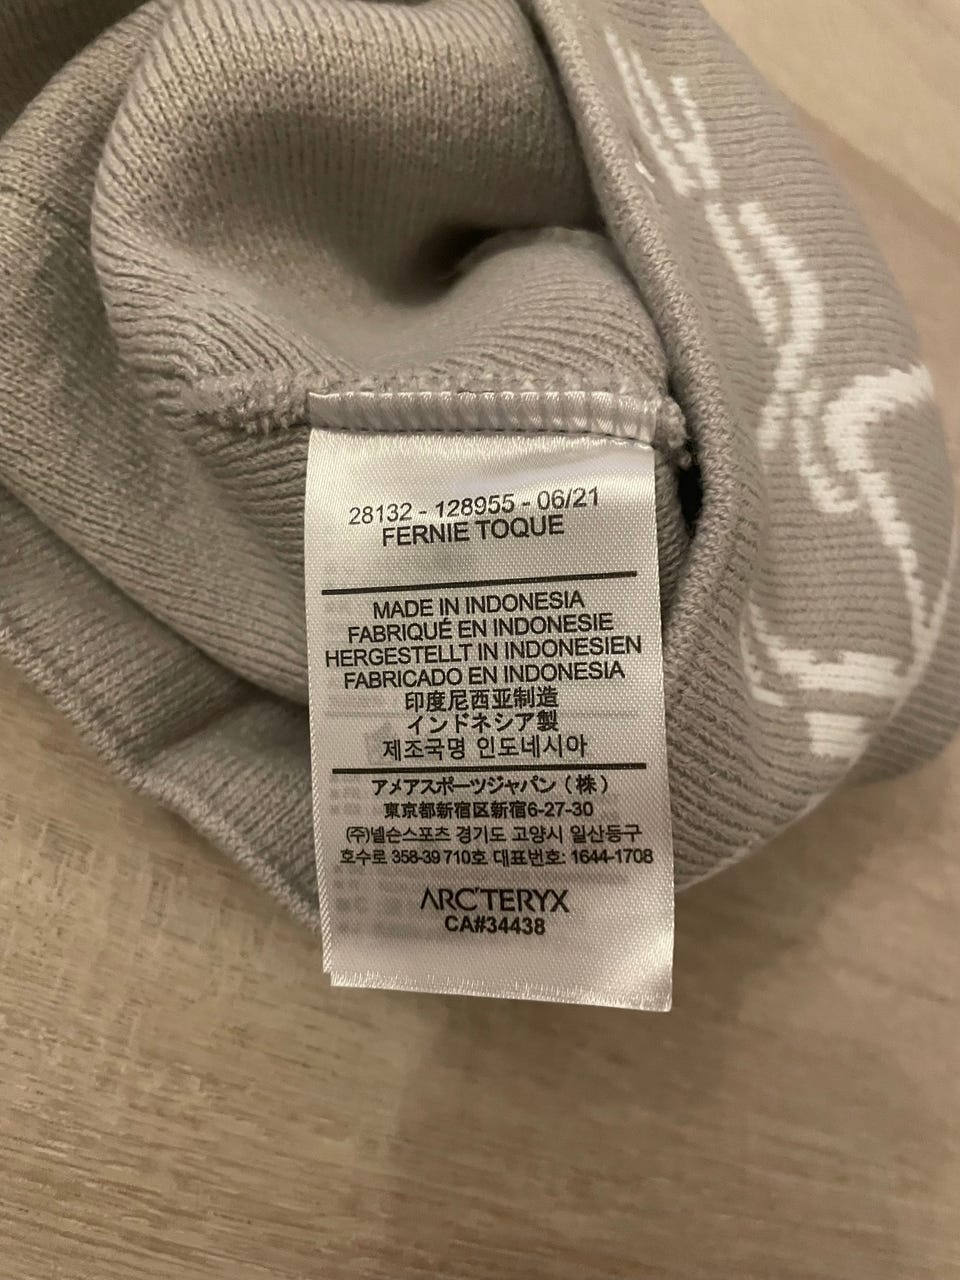 28132 - 128955 - 06/21
FERNIE TOQUE
MADE IN INDONESIA
FABRIQUÉ EN INDONESIE
HERGESTELLT IN INDONESIEN
FABRICADO EN INDONESIA
印度尼西亚制造
インドネシア製
제조국명 인도네시아
アメアスポーツジャパン（株）
東京都新宿区新宿6-27-30
(주)넬슨스포츠 경기도 고양시 일산동구
호수로 358-39 710호 대표번호: 1644-1708
ARC'TERYX
CA#34438